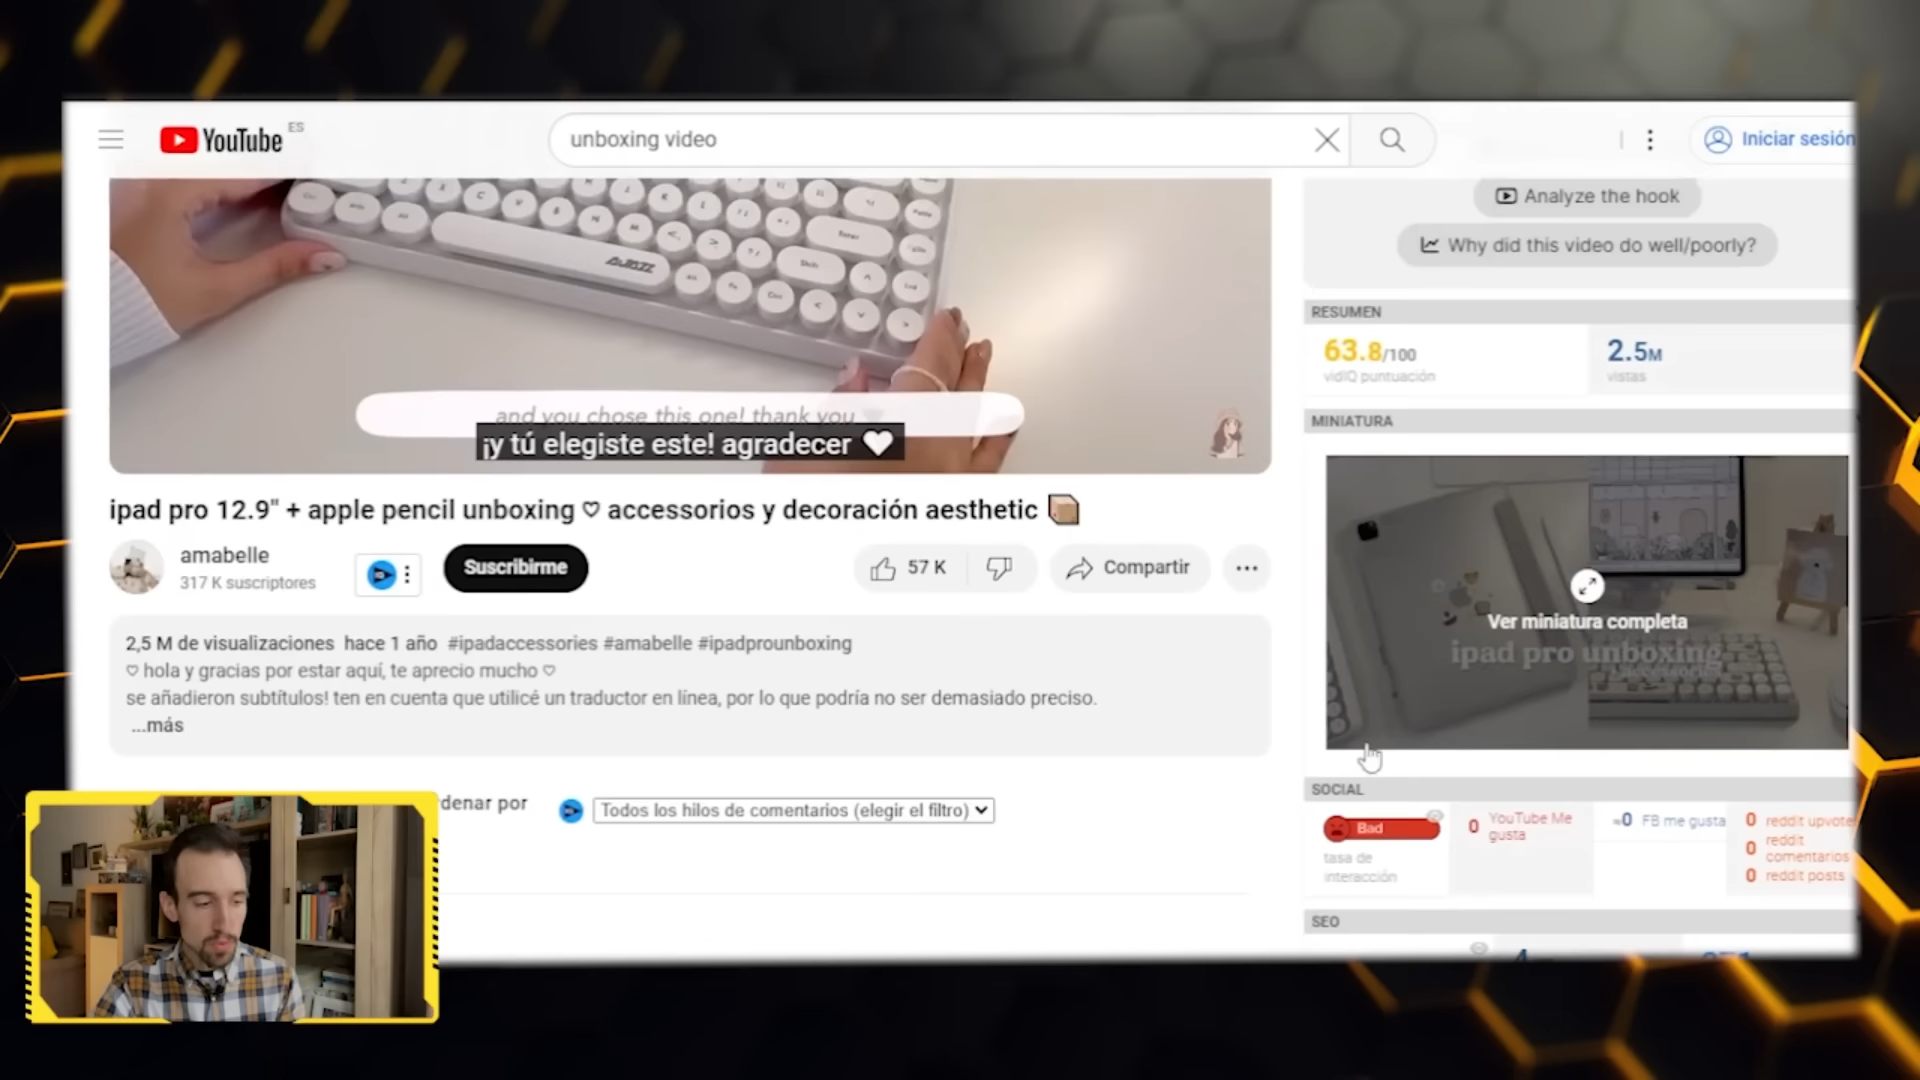 YouTube ES
unboxing video
Iniciar sesión
Analyze the hook
Why did this video do well/poorly?
AJAZZ
and you chose this one! thank you
¡y tú elegiste este! agradecer
ipad pro 12.9" + apple pencil unboxing ♡ accessorios y decoración aesthetic
amabelle
317 K suscriptores
Suscribirme
57 K
Compartir
2,5 M de visualizaciones hace 1 año #ipadaccessories #amabelle #ipadprounboxing
♡ hola y gracias por estar aquí, te aprecio mucho ♡
se añadieron subtítulos! ten en cuenta que utilicé un traductor en línea, por lo que podría no ser demasiado preciso.
...más
denar por
Todos los hilos de comentarios (elegir el filtro)
RESUMEN
63.8/100
vidIQ puntuación
2.5M
vistas
MINIATURA
Ver miniatura completa
ipad pro unboxing
SOCIAL
Bad
tasa de
interacción
0 YouTube Me
gusta
≈0 FB me gusta
0 reddit upvote
0 reddit
comentarios
0 reddit posts
SEO